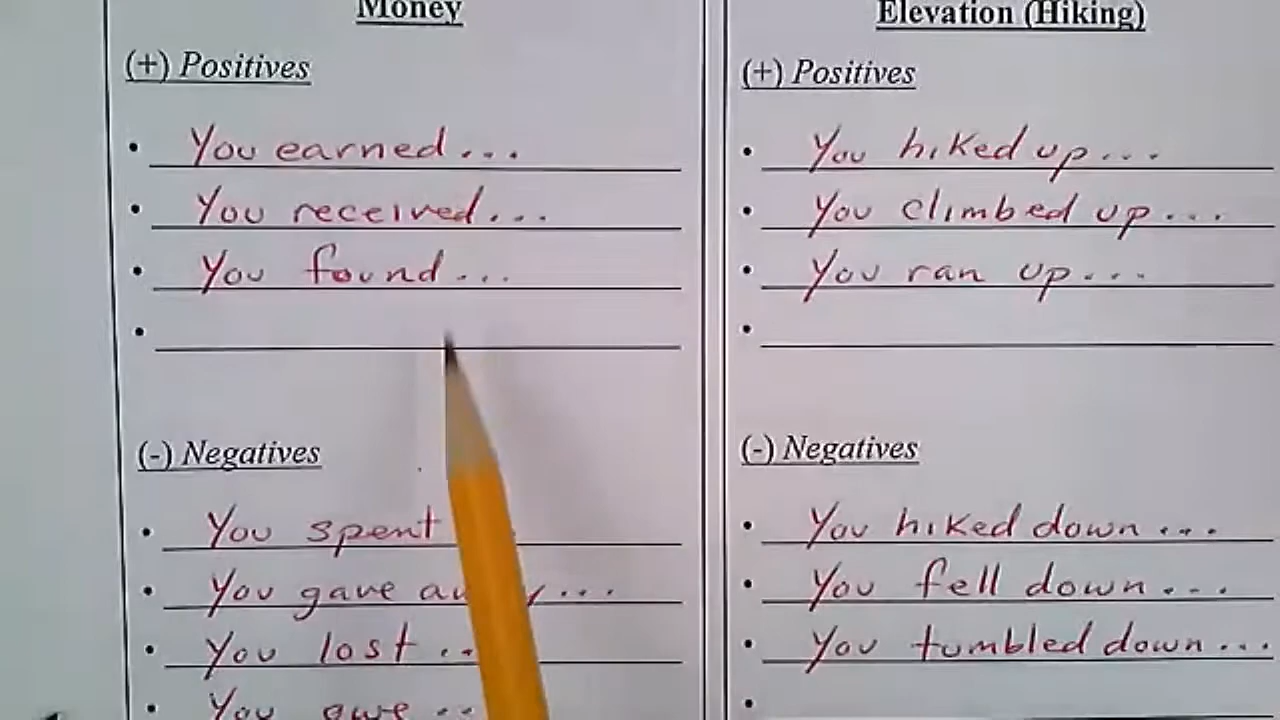 Money
(+) Positives
• You earned...
• You received...
• You found...
•
(-) Negatives
• You spent
• You gave
• You lost ..
• You owe ..
Elevation (Hiking)
(+) Positives
• You hiked up...
• You climbed up...
• You ran up...
•
(-) Negatives
• You hiked down...
• You fell down...
• You tumbled down...
•